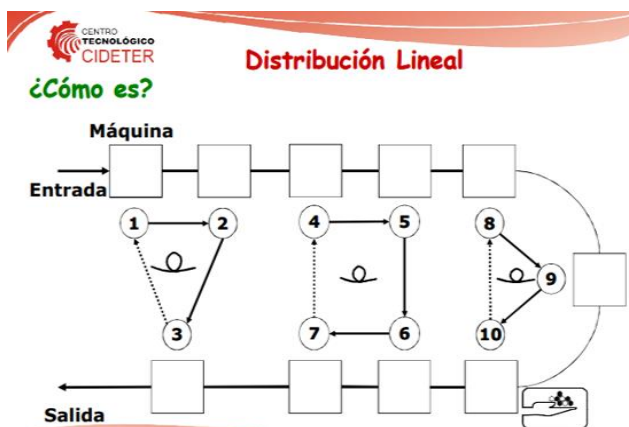 CENTRO
TECNOLÓGICO
CIDETER
Distribución Lineal
¿Cómo es?
Máquina
Entrada
1
2
4
5
8
9
3
7
6
10
Salida